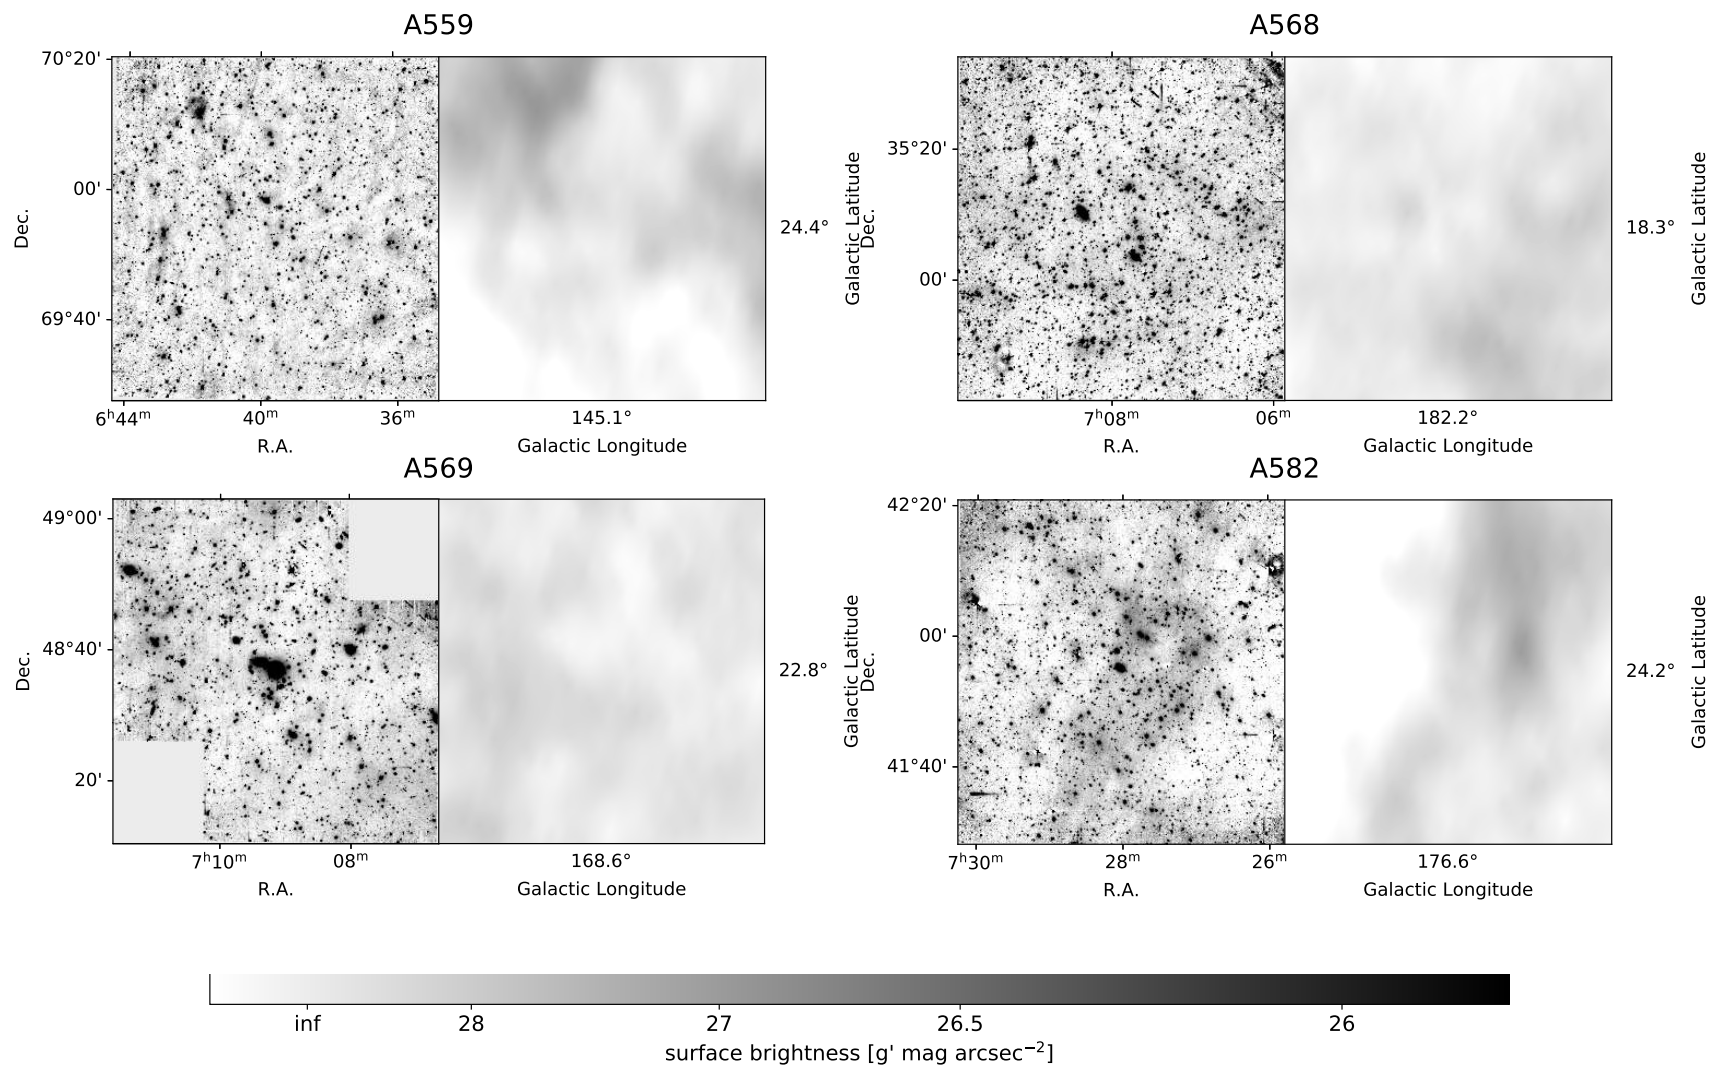 A559
70°20'
00'
69°40'
Dec.
6ʰ44ᵐ
40ᵐ
36ᵐ
R.A.
145.1°
Galactic Longitude
24.4°
Galactic Latitude
A568
35°20'
00'
Dec.
7ʰ08ᵐ
06ᵐ
R.A.
182.2°
Galactic Longitude
18.3°
Galactic Latitude
A569
49°00'
48°40'
20'
Dec.
7ʰ10ᵐ
08ᵐ
R.A.
168.6°
Galactic Longitude
22.8°
Galactic Latitude
A582
42°20'
00'
41°40'
Dec.
7ʰ30ᵐ
28ᵐ
26ᵐ
R.A.
176.6°
Galactic Longitude
24.2°
Galactic Latitude
inf 28 27 26.5 26
surface brightness [g' mag arcsec⁻²]